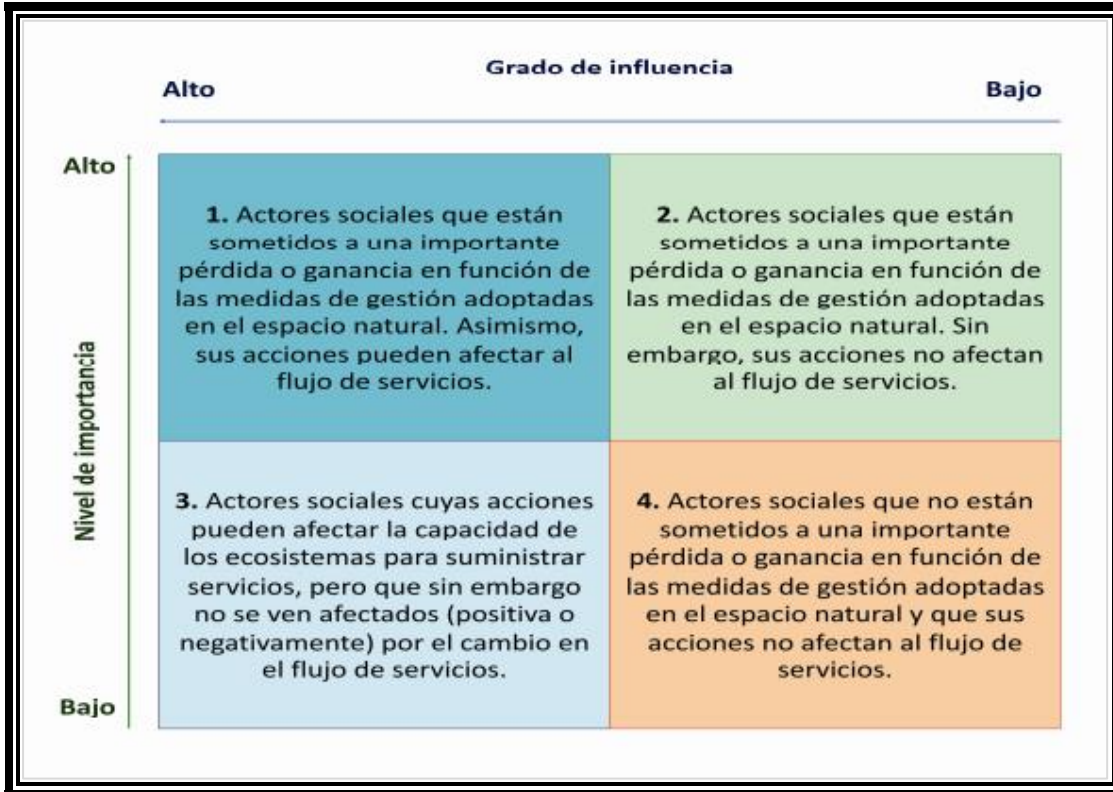 Grado de influencia
Alto
Bajo
Alto
Nivel de importancia
Bajo
1. Actores sociales que están
sometidos a una importante
pérdida o ganancia en función de
las medidas de gestión adoptadas
en el espacio natural. Asimismo,
sus acciones pueden afectar al
flujo de servicios.
2. Actores sociales que están
sometidos a una importante
pérdida o ganancia en función de
las medidas de gestión adoptadas
en el espacio natural. Sin
embargo, sus acciones no afectan
al flujo de servicios.
3. Actores sociales cuyas acciones
pueden afectar la capacidad de
los ecosistemas para suministrar
servicios, pero que sin embargo
no se ven afectados (positiva o
negativamente) por el cambio en
el flujo de servicios.
4. Actores sociales que no están
sometidos a una importante
pérdida o ganancia en función de
las medidas de gestión adoptadas
en el espacio natural y que sus
acciones no afectan al flujo de
servicios.